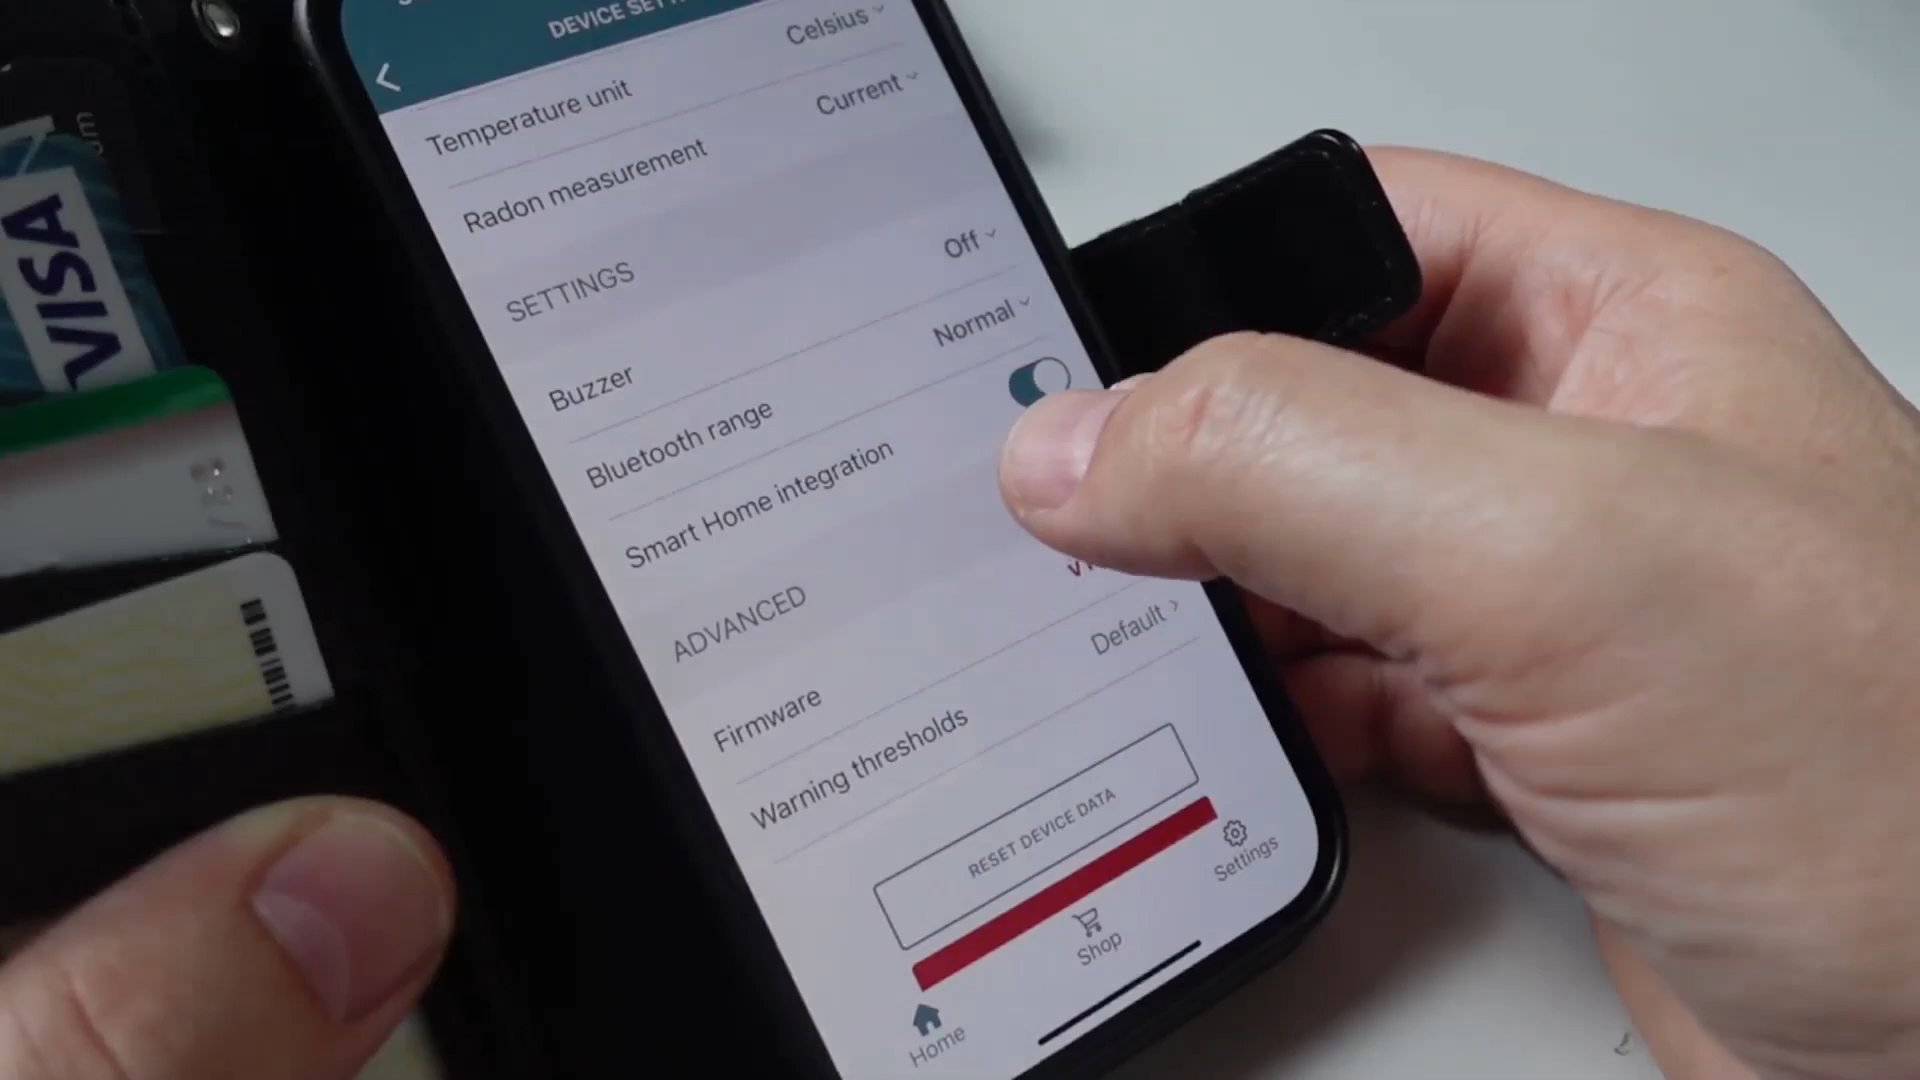 DEVICE
Temperature unit
Celsius
Radon measurement
Current
SETTINGS
Buzzer
Off
Bluetooth range
Normal
Smart Home integration
ADVANCED
Firmware
Warning thresholds
Default
RESET DEVICE DATA
Home
Shop
Settings
VISA